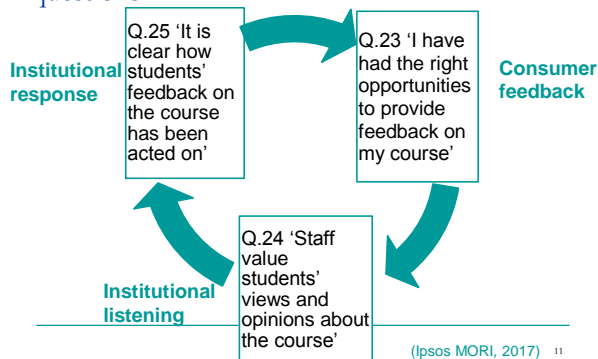 Q.25 'It is
clear how
students'
feedback on
the course
has been
acted on'
Institutional
response
Q.23 'I have
had the right
opportunities
to provide
feedback on
my course'
Consumer
feedback
Q.24 'Staff
value
students'
views and
opinions about
the course'
Institutional
listening
(Ipsos MORI, 2017) 11